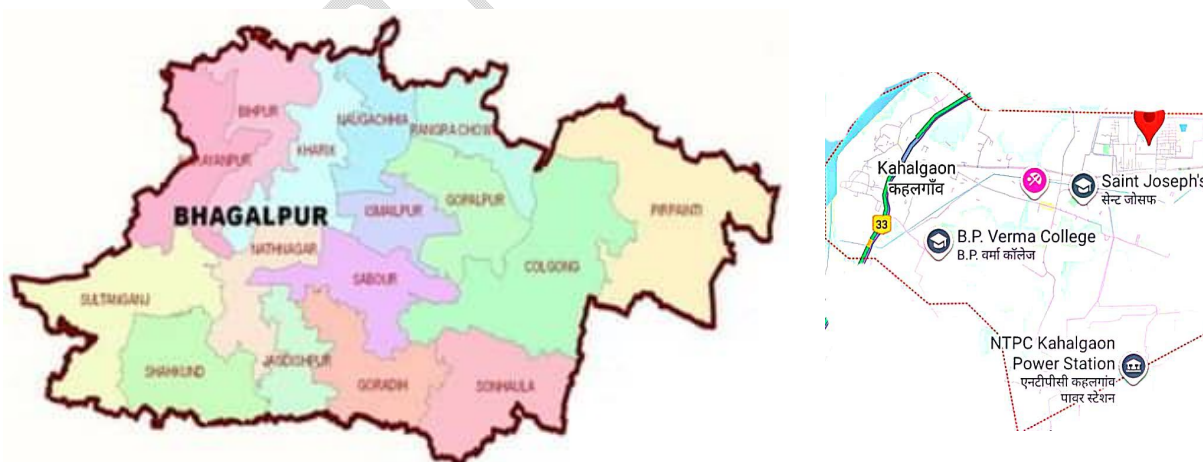 BIHPUR
NAUGACHHIA
RANGRA CHOWK
KHARIK
NARAYANPUR
ISMAILPUR
GOPALPUR
PIRPANTI
BHAGALPUR
NATHNAGAR
COLGONG
SABOUR
SULTANGANJ
SHAHKUND
JAGDISHPUR
GORADIH
SONHAULA
Kahalgaon
कहलगाँव
33
Saint Joseph's
सेन्ट जोसफ
B.P. Verma College
B.P. वर्मा कॉलेज
NTPC Kahalgaon
Power Station
एनटीपीसी कहलगांव
पावर स्टेशन